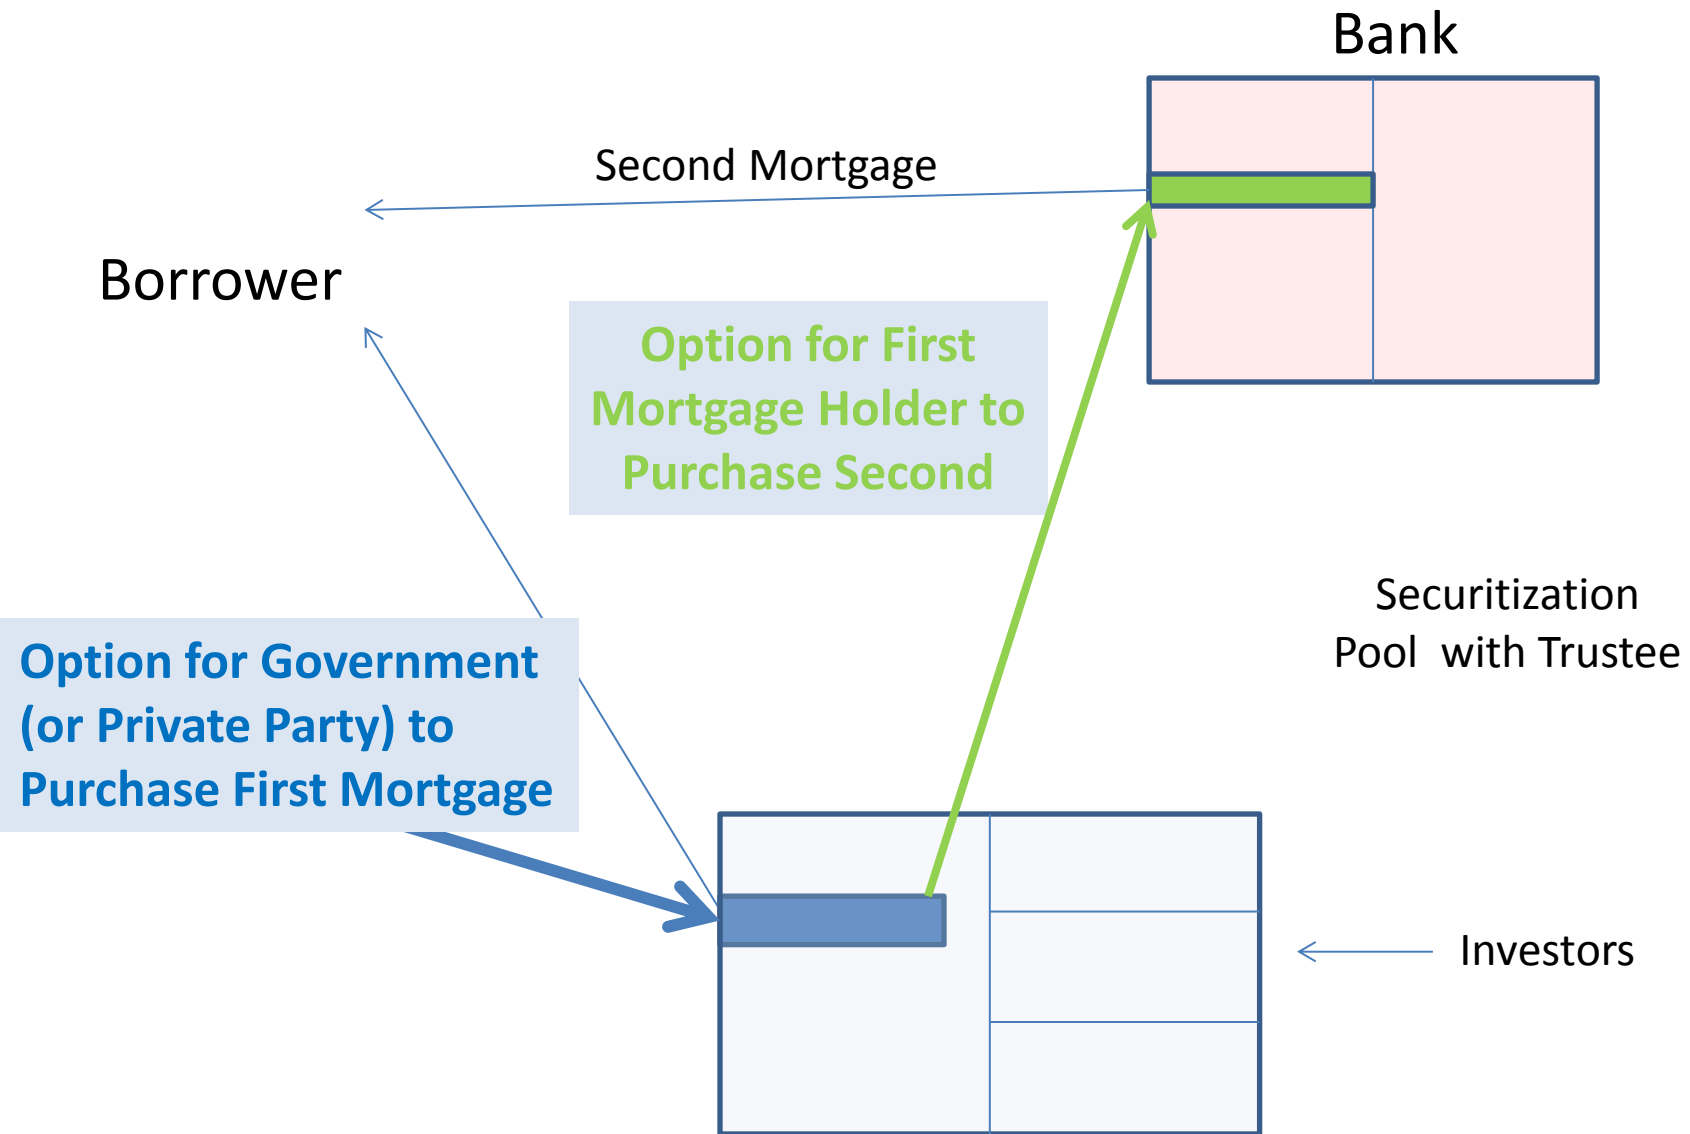 Bank
Second Mortgage
Borrower
Option for First
Mortgage Holder to
Purchase Second
Securitization
Pool  with Trustee
Option for Government
(or Private Party) to
Purchase First Mortgage
Investors